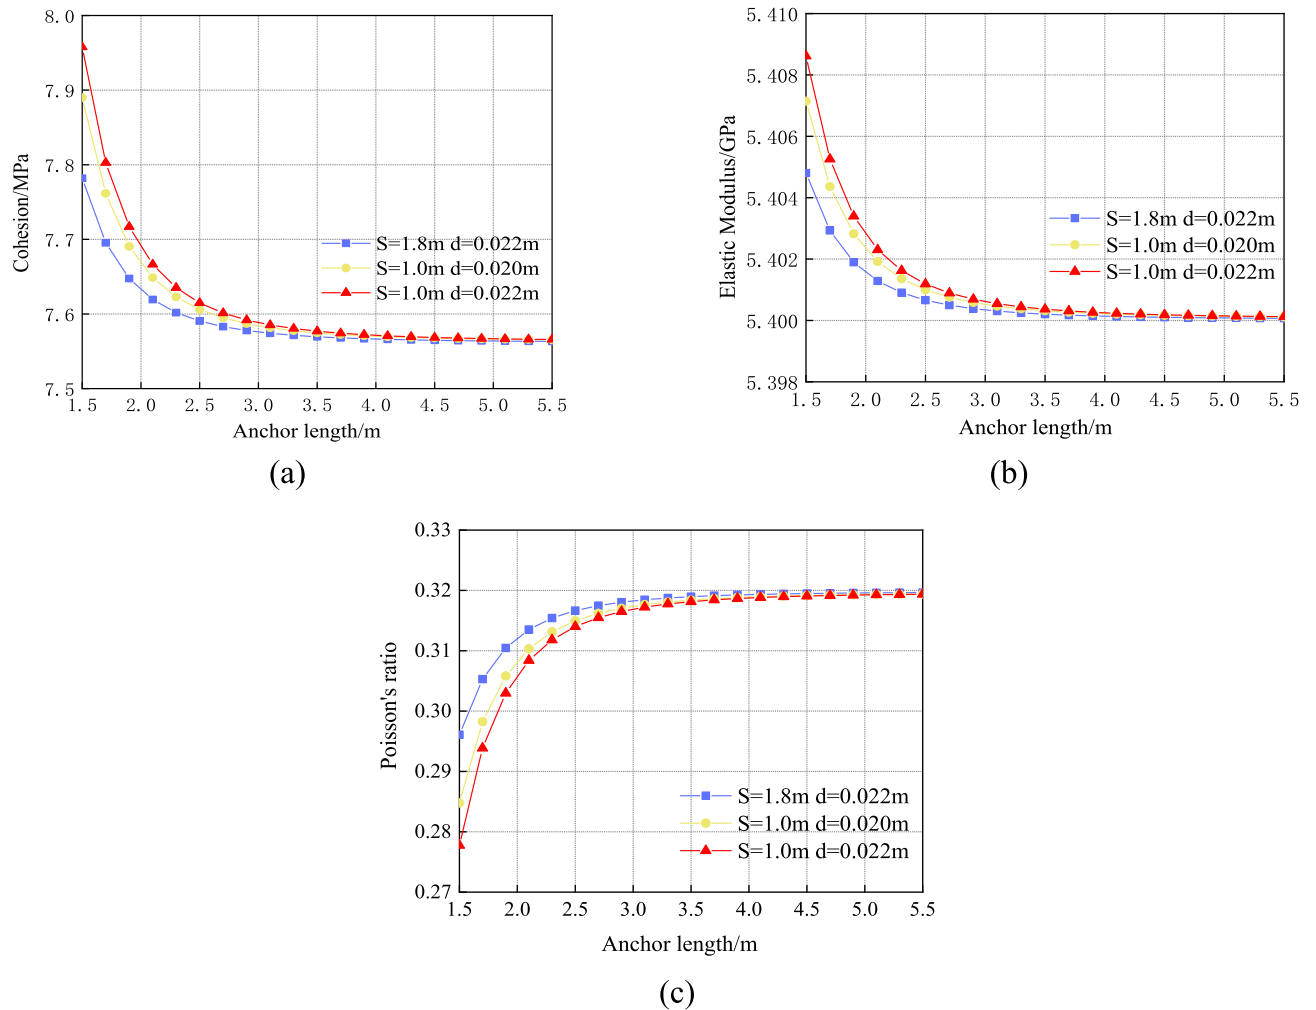 8.0
7.9
7.8
7.7
7.6
7.5
Cohesion/MPa
S=1.8m d=0.022m
S=1.0m d=0.020m
S=1.0m d=0.022m
1.5 2.0 2.5 3.0 3.5 4.0 4.5 5.0 5.5
Anchor length/m
(a)
5.410
5.408
5.406
5.404
5.402
5.400
5.398
Elastic Modulus/GPa
S=1.8m d=0.022m
S=1.0m d=0.020m
S=1.0m d=0.022m
1.5 2.0 2.5 3.0 3.5 4.0 4.5 5.0 5.5
Anchor length/m
(b)
0.33
0.32
0.31
0.30
0.29
0.28
0.27
Poisson's ratio
S=1.8m d=0.022m
S=1.0m d=0.020m
S=1.0m d=0.022m
1.5 2.0 2.5 3.0 3.5 4.0 4.5 5.0 5.5
Anchor length/m
(c)